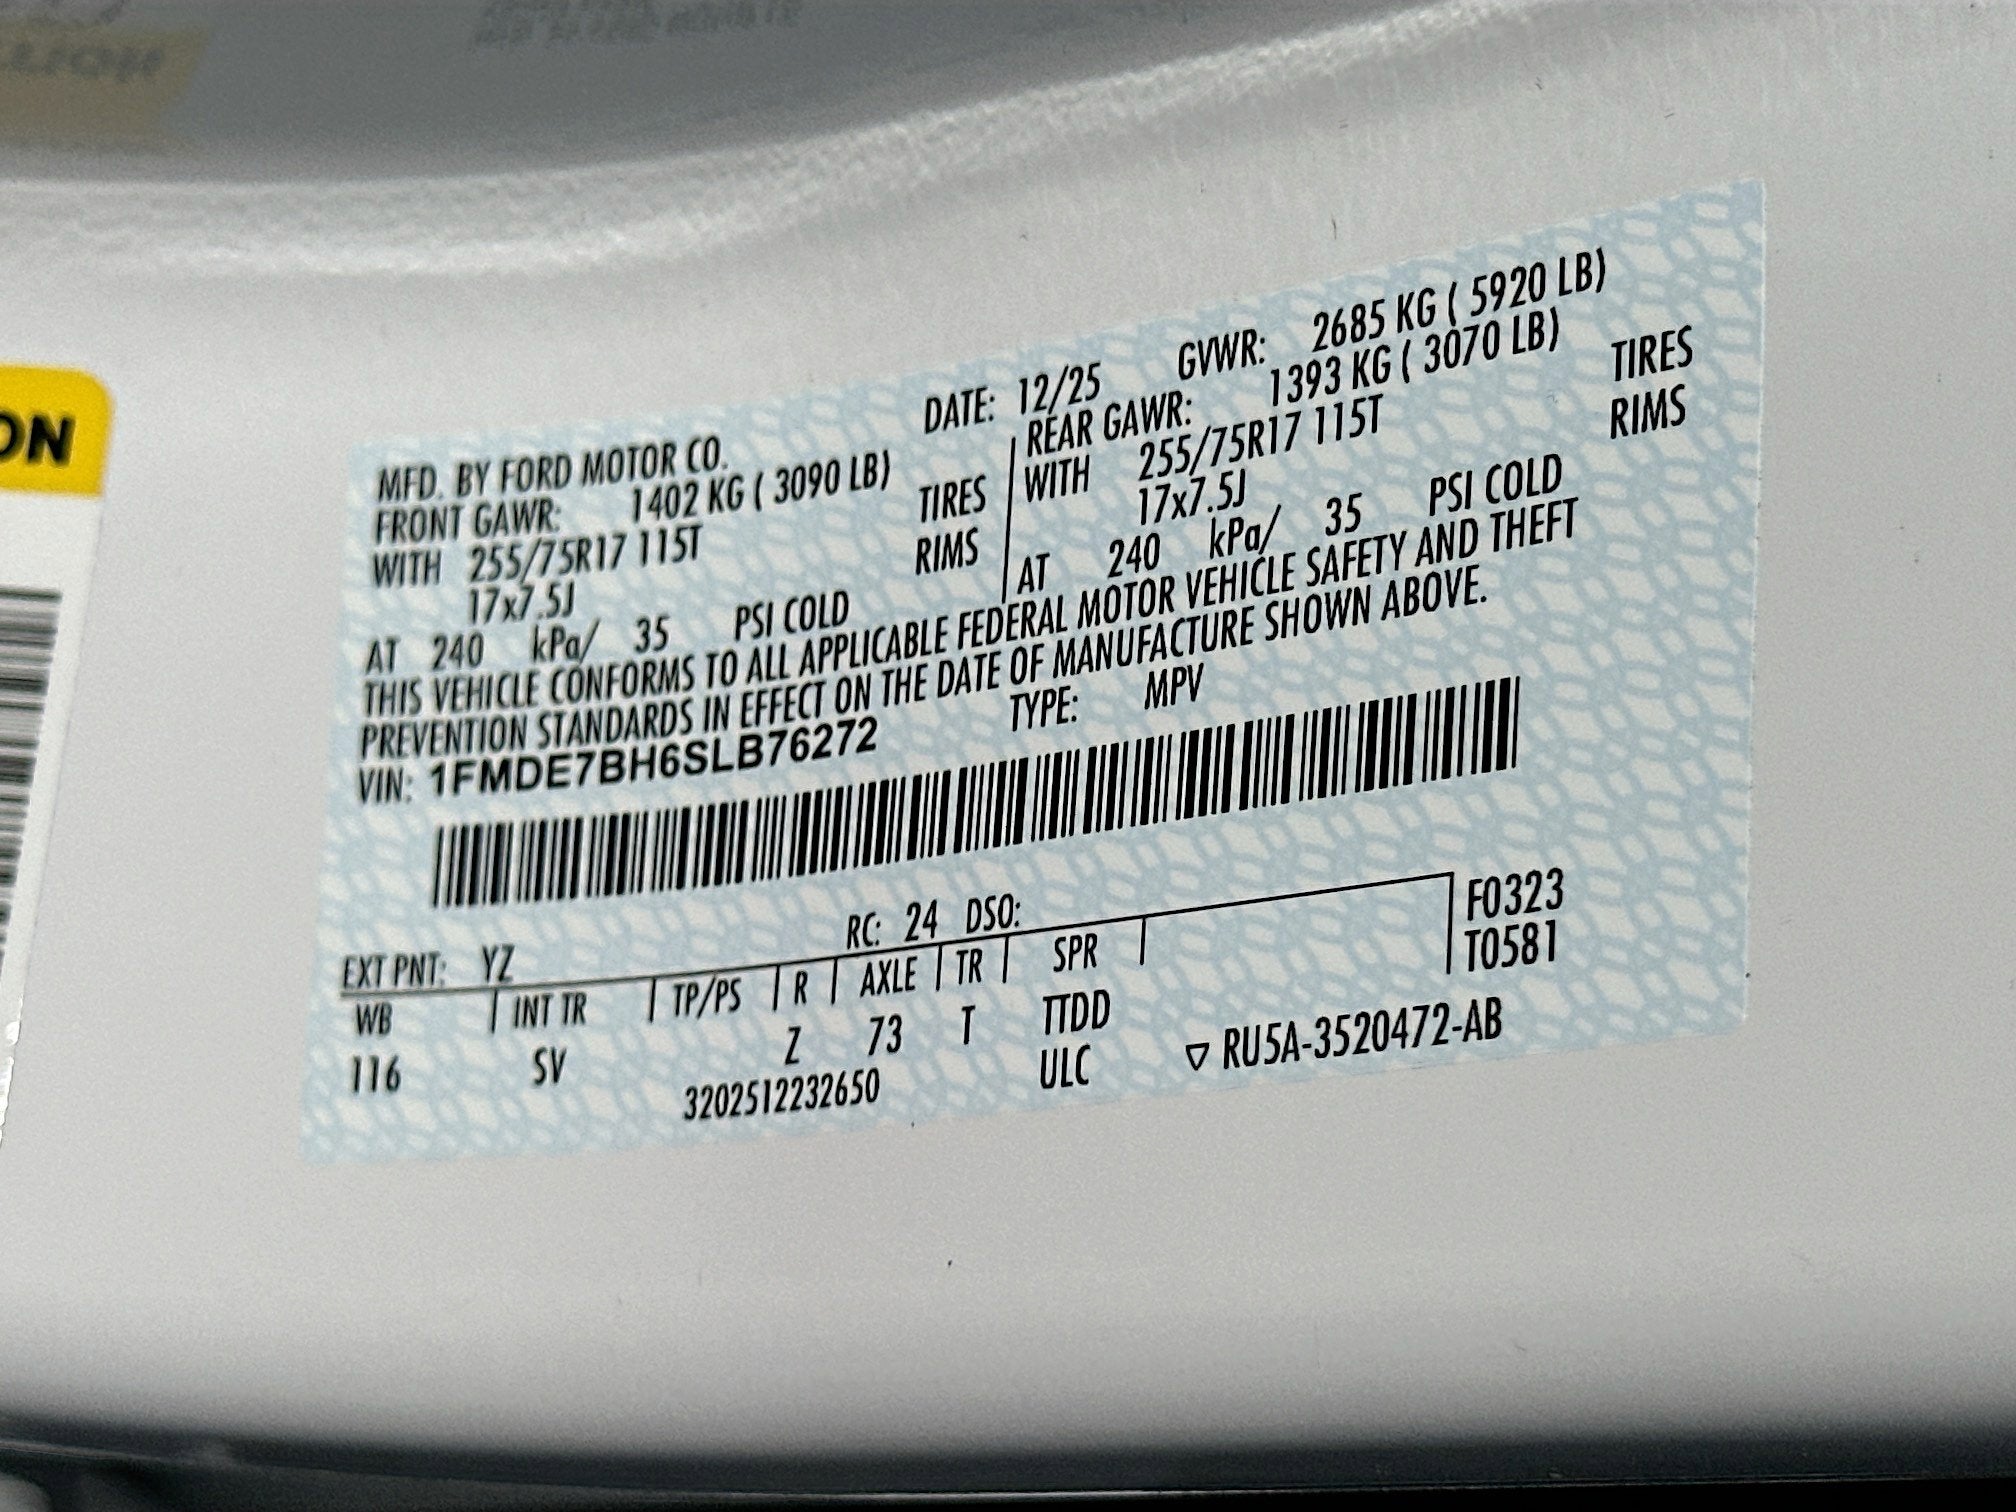 ON
DATE: 12/25 GVWR: 2685 KG ( 5920 LB)
MFD. BY FORD MOTOR CO.
FRONT GAWR: 1402 KG ( 3090 LB)
WITH 255/75R17 115T TIRES
17x7.5J RIMS
AT 240 kPa/ 35 PSI COLD
REAR GAWR: 1393 KG ( 3070 LB)
WITH 255/75R17 115T TIRES
17x7.5J RIMS
AT 240 kPa/ 35 PSI COLD
THIS VEHICLE CONFORMS TO ALL APPLICABLE FEDERAL MOTOR VEHICLE SAFETY AND THEFT
PREVENTION STANDARDS IN EFFECT ON THE DATE OF MANUFACTURE SHOWN ABOVE.
VIN: 1FMDE7BH6SLB76272 TYPE: MPV
EXT PNT: YZ RC: 24 DSO: F0323
WB INT TR TP/PS R AXLE TR SPR T0581
116 SV Z 73 T TTDD
3202512232650 ULC ▽ RU5A-3520472-AB